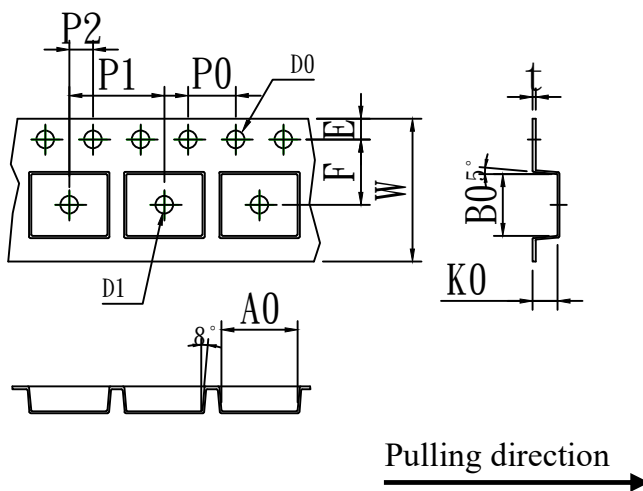 P2
P1
P0
D0
E
F
W
D1
t
5°
B0
K0
A0
8°
Pulling direction